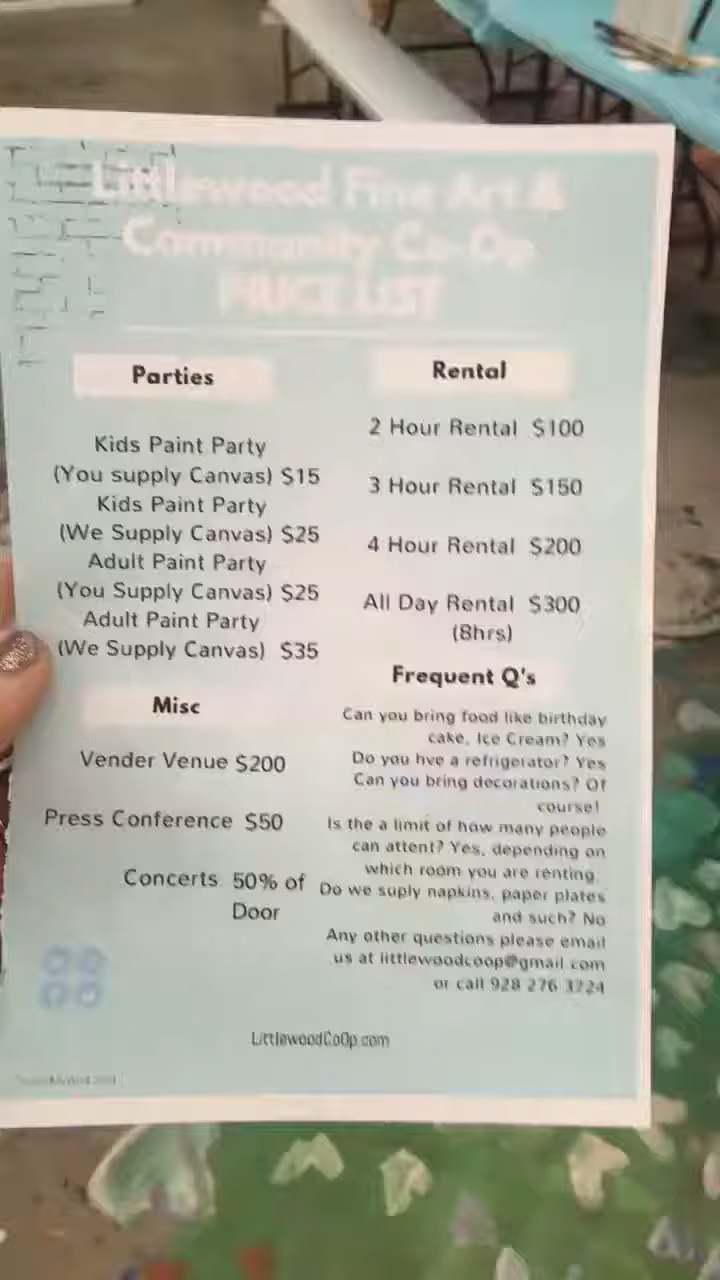 Littlewood Fine Art &
Community Co-Op
PRICE LIST
Parties
Kids Paint Party
(You supply Canvas) $15
Kids Paint Party
(We Supply Canvas) $25
Adult Paint Party
(You Supply Canvas) $25
Adult Paint Party
(We Supply Canvas) $35
Misc
Vender Venue $200
Press Conference $50
Concerts 50% of
Door
Rental
2 Hour Rental $100
3 Hour Rental $150
4 Hour Rental $200
All Day Rental $300
(8hrs)
Frequent Q's
Can you bring food like birthday
cake, Ice Cream? Yes
Do you hve a refrigerator? Yes
Can you bring decorations? Of
course!
Is the a limit of how many people
can attent? Yes, depending on
which room you are renting.
Do we suply napkins, paper plates
and such? No
Any other questions please email
us at littlewoodcoop@gmail.com
or call 928 276 3724
LittlewoodCoOp.com